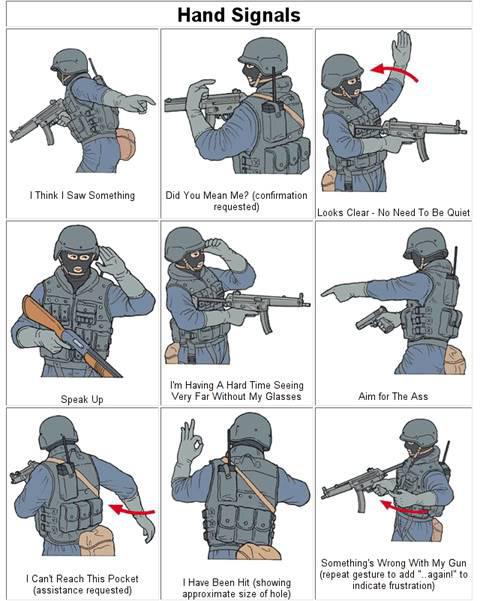 Hand Signals
I Think I Saw Something
Did You Mean Me? (confirmation
requested)
Looks Clear - No Need To Be Quiet
Speak Up
I'm Having A Hard Time Seeing
Very Far Without My Glasses
Aim for The Ass
I Can't Reach This Pocket
(assistance requested)
I Have Been Hit (showing
approximate size of hole)
Something's Wrong With My Gun
(repeat gesture to add "..again!" to
indicate frustration)